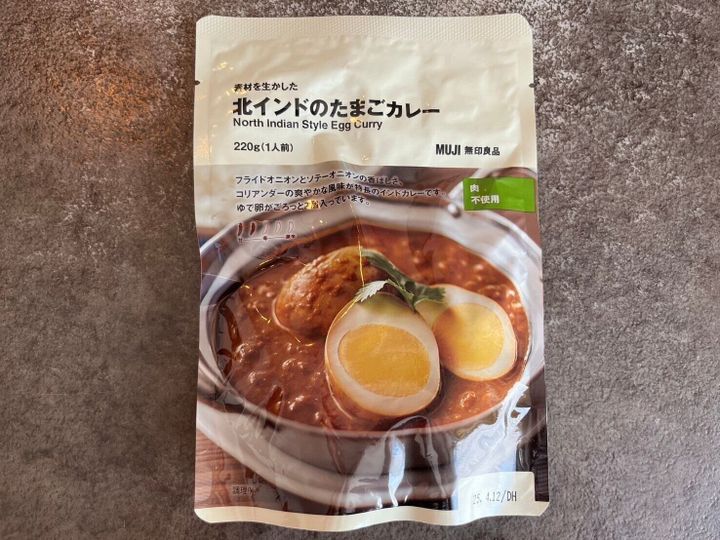 素材を生かした
北インドのたまごカレー
North Indian Style Egg Curry
220g(1人前)
MUJI 無印良品
フライドオニオンとソテーオニオンの香ばしさ、
コリアンダーの爽やかな風味が特長のインドカレーです。
ゆで卵がごろっと2個入っています。
肉
不使用
25. 4.12/DH